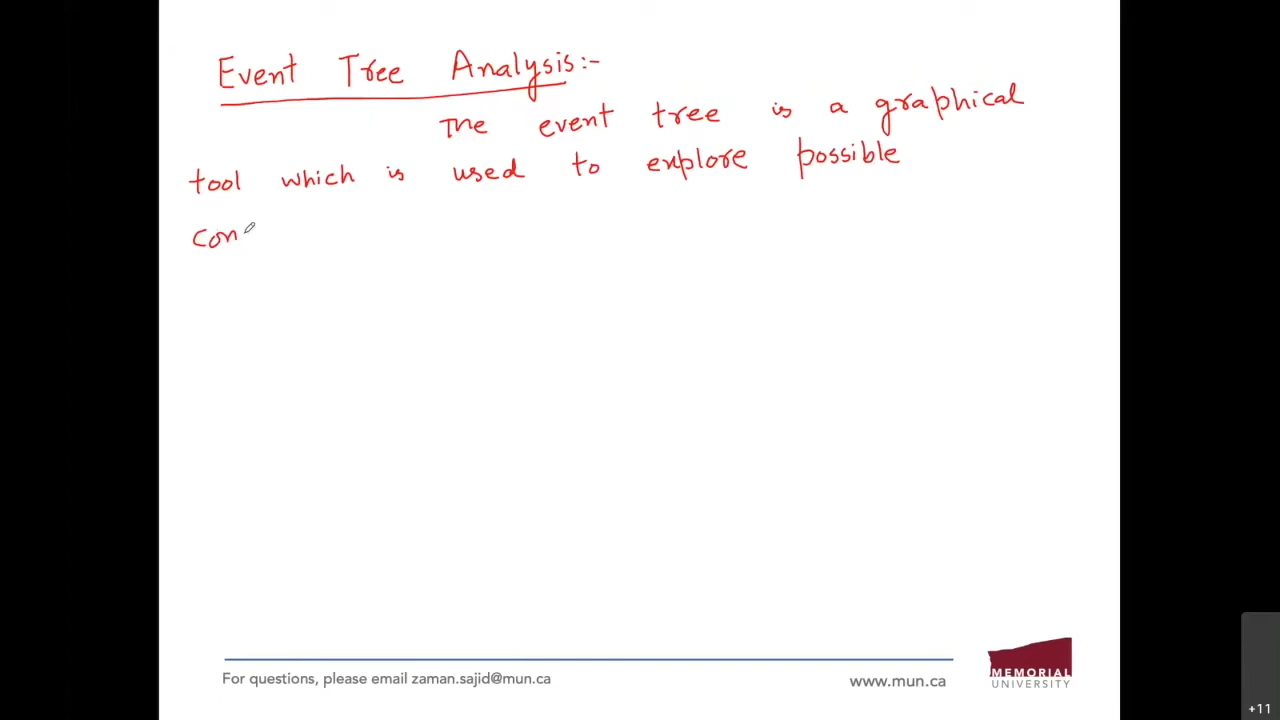 Event Tree Analysis:-
The event tree is a graphical
tool which is used to explore possible
con
For questions, please email zaman.sajid@mun.ca
www.mun.ca
MEMORIAL
UNIVERSITY
+11